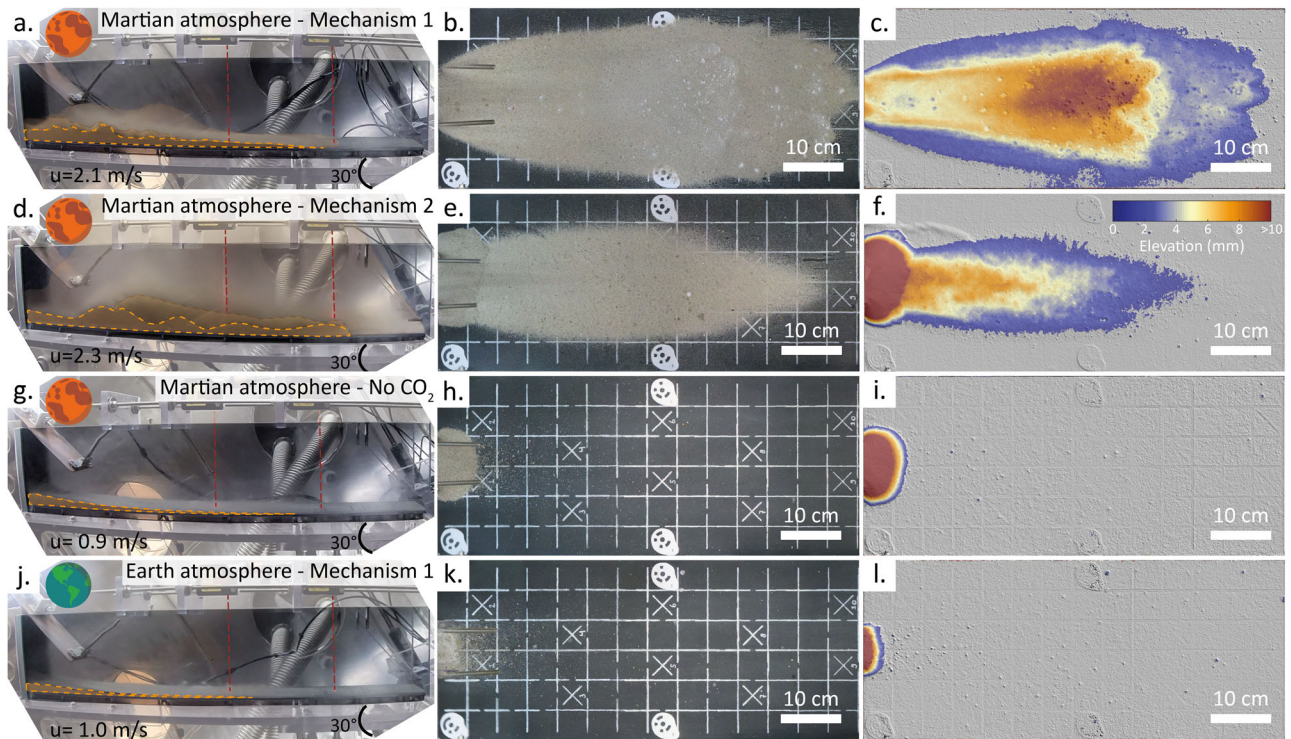 a. Martian atmosphere - Mechanism 1
u=2.1 m/s
30°
b.
10 cm
c.
10 cm
d. Martian atmosphere - Mechanism 2
u=2.3 m/s
30°
e.
10 cm
f.
0 2 4 6 8 >10
Elevation (mm)
10 cm
g. Martian atmosphere - No CO₂
u= 0.9 m/s
30°
h.
10 cm
i.
10 cm
j. Earth atmosphere - Mechanism 1
u= 1.0 m/s
30°
k.
10 cm
l.
10 cm